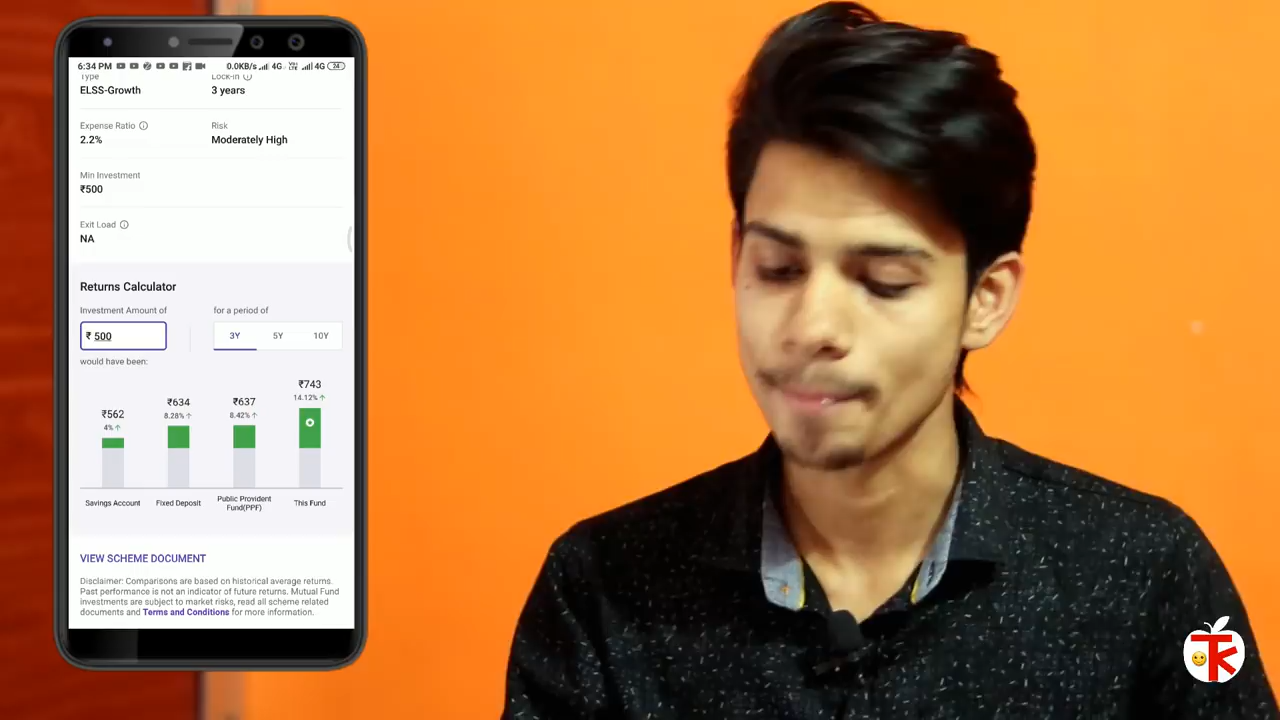 6:34 PM 0.0KB/s 4G VoLTE 4G 24
Type Lock-in
ELSS-Growth 3 years
Expense Ratio Risk
2.2% Moderately High
Min Investment
₹500
Exit Load
NA
Returns Calculator
Investment Amount of for a period of
₹ 500 3Y 5Y 10Y
would have been:
₹562 ₹634 ₹637 ₹743
4%↑ 8.28%↑ 8.42%↑ 14.12%↑
Savings Account Fixed Deposit Public Provident Fund(PPF) This Fund
VIEW SCHEME DOCUMENT
Disclaimer: Comparisons are based on historical average returns.
Past performance is not an indicator of future returns. Mutual Fund
investments are subject to market risks, read all scheme related
documents and Terms and Conditions for more information.
TK